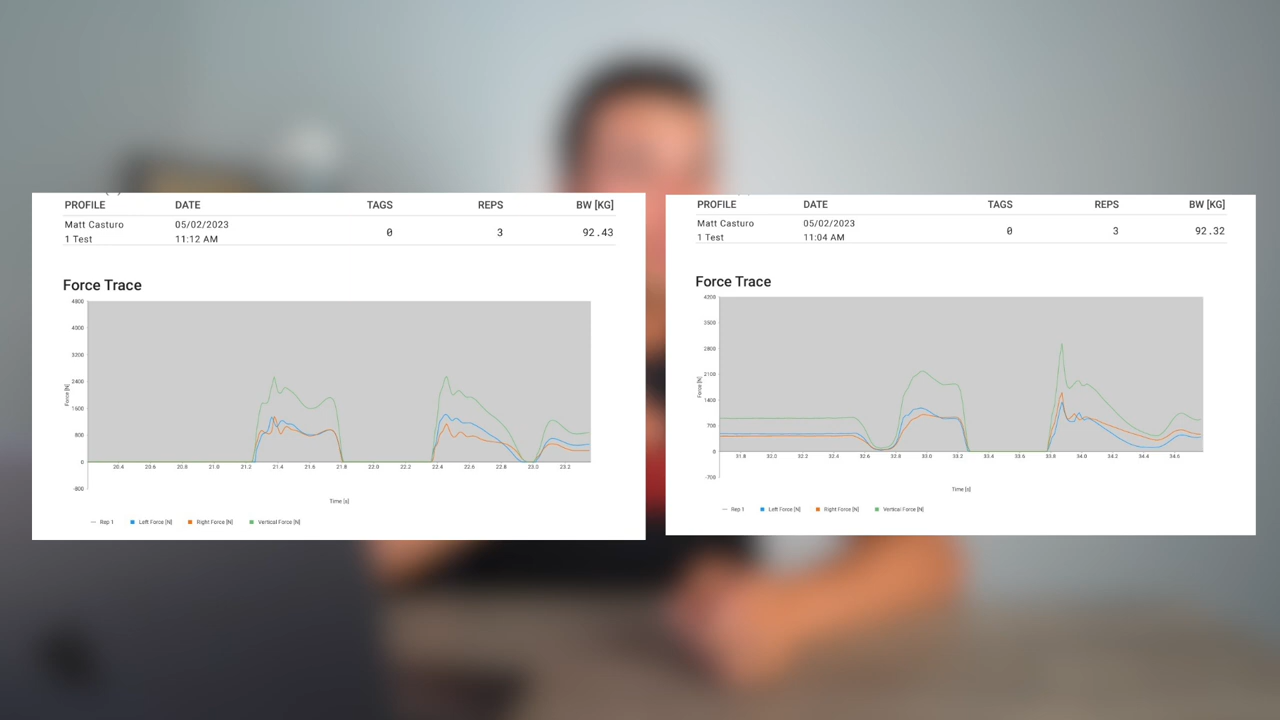 PROFILE DATE TAGS REPS BW [KG]
Matt Casturo 05/02/2023
1 Test 11:12 AM 0 3 92.43
Force Trace
4800
4000
3200
2400
1600
800
0
-800
Force [N]
20.4 20.6 20.8 21.0 21.2 21.4 21.6 21.8 22.0 22.2 22.4 22.6 22.8 23.0 23.2
Time [s]
Rep 1 Left Force [N] Right Force [N] Vertical Force [N]
PROFILE DATE TAGS REPS BW [KG]
Matt Casturo 05/02/2023
1 Test 11:04 AM 0 3 92.32
Force Trace
4200
3500
2800
2100
1400
700
0
-700
Force [N]
31.8 32.0 32.2 32.4 32.6 32.8 33.0 33.2 33.4 33.6 33.8 34.0 34.2 34.4 34.6
Time [s]
Rep 1 Left Force [N] Right Force [N] Vertical Force [N]